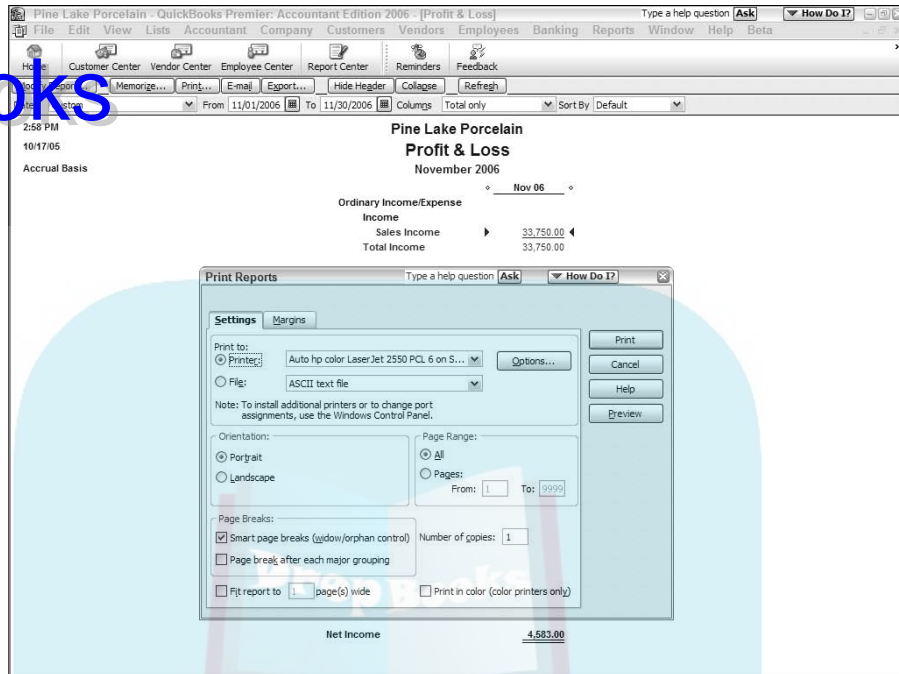 Pine Lake Porcelain - QuickBooks Premier: Accountant Edition 2006 - [Profit & Loss] Type a help question Ask How Do I?
File Edit View Lists Accountant Company Customers Vendors Employees Banking Reports Window Help Beta
Customer Center Vendor Center Employee Center Report Center Reminders Feedback
oks
Memorize... Print... E-mail Export... Hide Header Collapse Refresh
From 11/01/2006 To 11/30/2006 Columns Total only Sort By Default
2:58 PM
10/17/05
Accrual Basis
Pine Lake Porcelain
Profit & Loss
November 2006
Nov 06
Ordinary Income/Expense
Income
Sales Income 33,750.00
Total Income 33,750.00
Print Reports Type a help question Ask How Do I?
Settings Margins
Print to:
Printer: Auto hp color LaserJet 2550 PCL 6 on S... Options...
File: ASCII text file
Note: To install additional printers or to change port
assignments, use the Windows Control Panel.
Print
Cancel
Help
Preview
Orientation:
Portrait
Landscape
Page Range:
All
Pages:
From: 1 To: 9999
Page Breaks:
Smart page breaks (widow/orphan control)
Page break after each major grouping
Number of copies: 1
Fit report to 1 page(s) wide
Print in color (color printers only)
DropBooks
Net Income 4,583.00